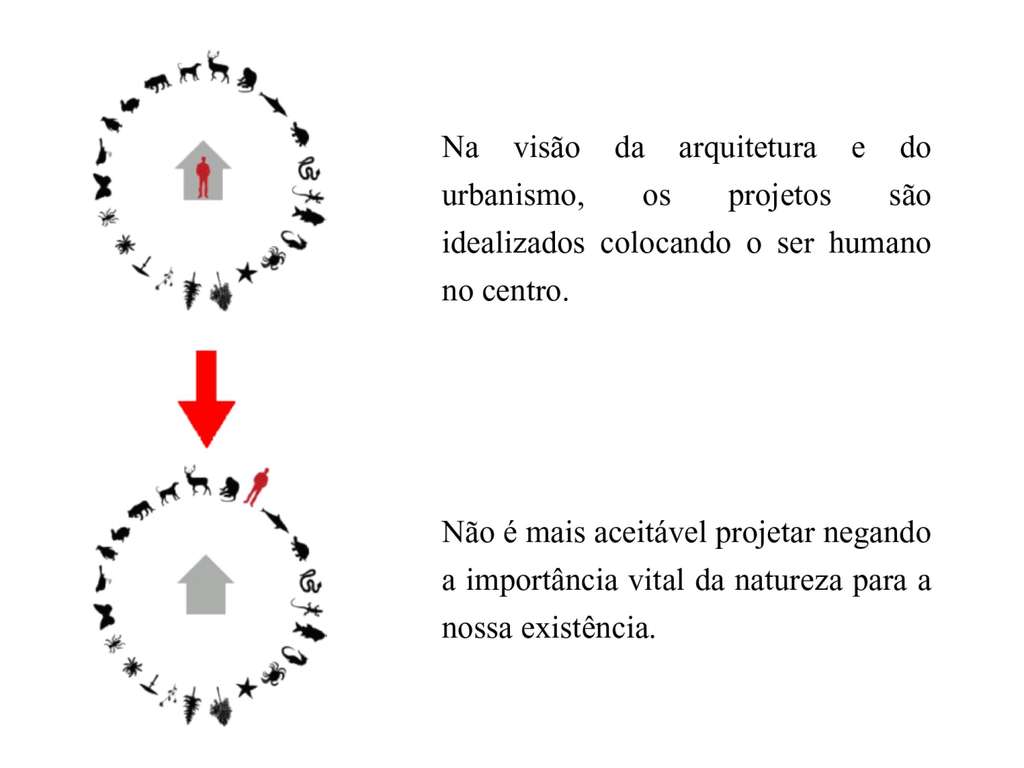 Na visão da arquitetura e do
urbanismo, os projetos são
idealizados colocando o ser humano
no centro.
Não é mais aceitável projetar negando
a importância vital da natureza para a
nossa existência.